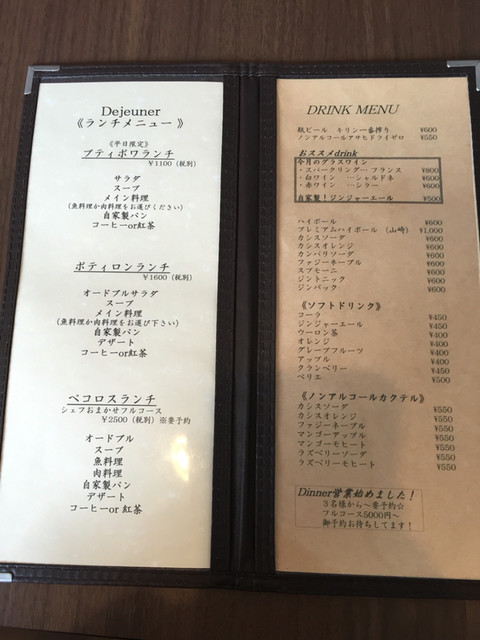 Dejeuner
《ランチメニュー 》
《平日限定》
プティポワランチ
￥1100 (税別)
サラダ
スープ
メイン料理
(魚料理か肉料理をお選びください)
自家製パン
コーヒーor紅茶
ポティロンランチ
￥1600 (税別)
オードブルサラダ
スープ
メイン料理
(魚料理か肉料理をお選び下さい)
自家製パン
デザート
コーヒーor紅茶
ペコロスランチ
シェフおまかせフルコース
￥2500 (税別) ※要予約
オードブル
スープ
魚料理
肉料理
自家製パン
デザート
コーヒーor 紅茶
DRINK MENU
瓶ビール キリン一番搾り ¥600
ノンアルコールアサヒドライゼロ ¥550
おススメdrink
今月のグラスワイン
・スパークリング… フランス ¥800
・白ワイン …シャルドネ ¥600
・赤ワイン …シラー ¥600
自家製！ジンジャーエール ¥500
ハイボール ¥600
プレミアムハイボール (山崎) ¥1,000
カシスソーダ ¥600
カシスオレンジ ¥600
カンパリソーダ ¥600
ファジーネーブル ¥600
スプモーニ ¥600
ジントニック ¥600
ジンバック ¥600
《ソフトドリンク》
コーラ ¥450
ジンジャーエール ¥450
ウーロン茶 ¥400
オレンジ ¥400
グレープフルーツ ¥400
アップル ¥400
クランベリー ¥450
ペリエ ¥500
《ノンアルコールカクテル》
カシスソーダ ¥550
カシスオレンジ ¥550
ファジーネーブル ¥550
マンゴーアップル ¥550
マンゴーモヒート ¥550
ラズベリーソーダ ¥550
ラズベリーモヒート ¥550
Dinner営業始めました！
３名様から～要予約☆
フルコース5000円～
御予約お待ちしてます！